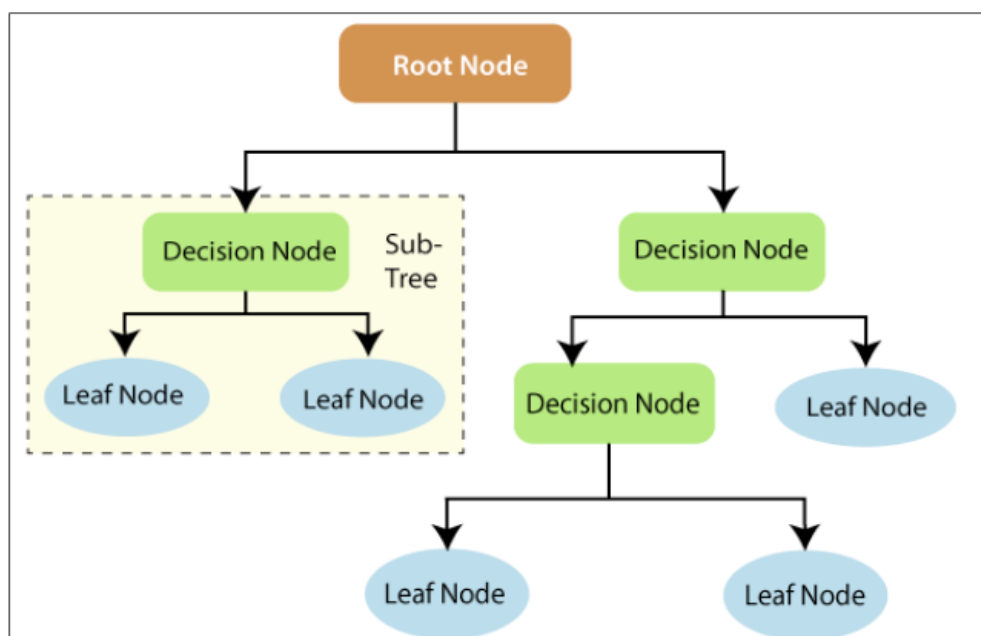 Root Node
Decision Node
Sub-
Tree
Decision Node
Leaf Node
Leaf Node
Decision Node
Leaf Node
Leaf Node
Leaf Node